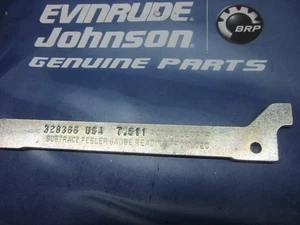 EVINRUDE
Johnson
BRP
GENUINE PARTS
328366 USA 7.511
SUBTRACT FEELER GAUGE READING FROM